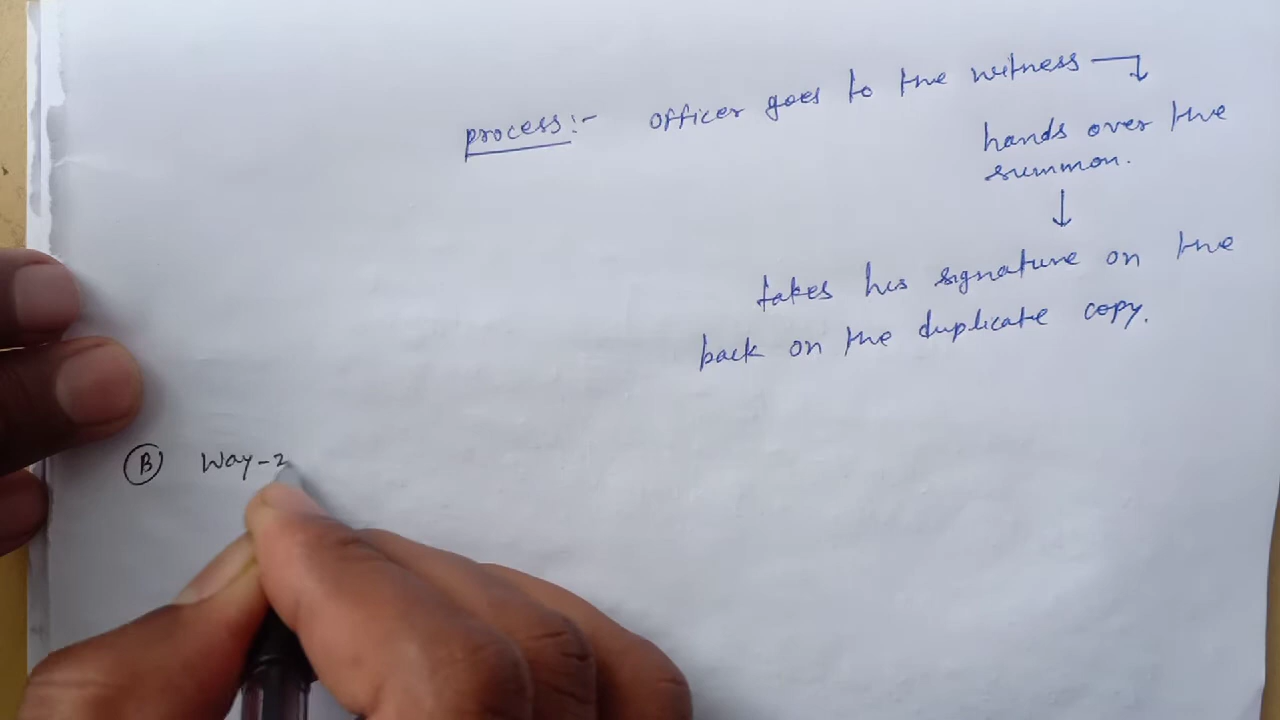 process:- officer goes to the witness
hands over the
summon.
↓
takes his signature on the
back on the duplicate copy.
B Way-2